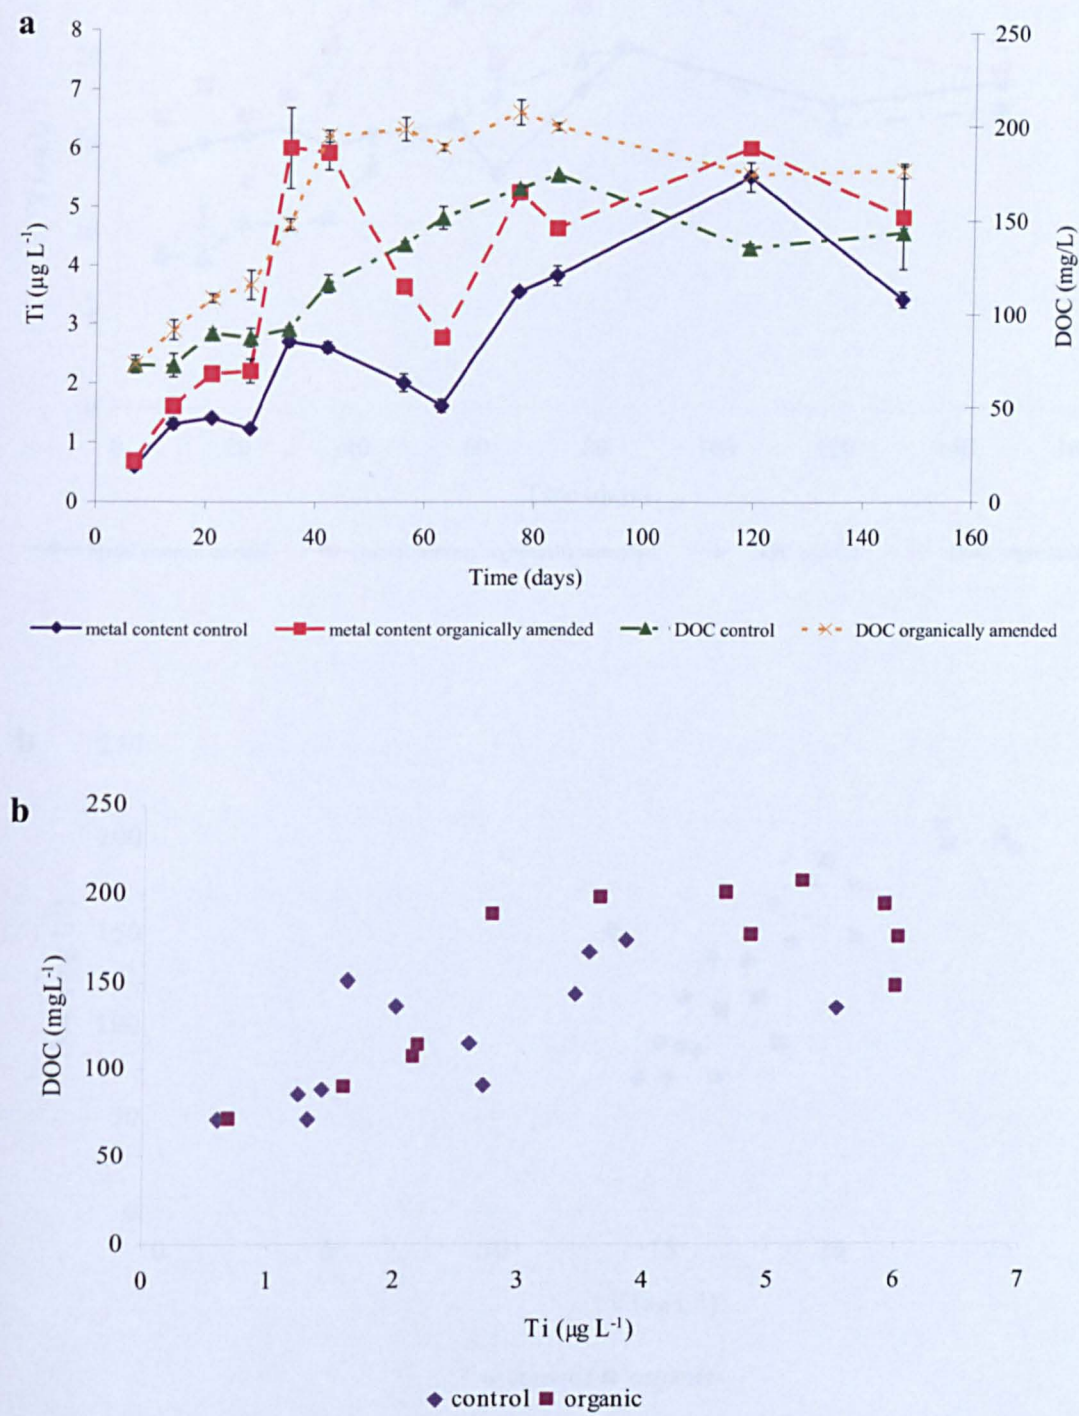 a
8
7
6
5
4
3
2
1
0
Ti (μg L-1)
250
200
150
100
50
0
DOC (mg/L)
0 20 40 60 80 100 120 140 160
Time (days)
metal content control metal content organically amended DOC control DOC organically amended
b
250
200
150
100
50
0
DOC (mgL-1)
0 1 2 3 4 5 6 7
Ti (μg L-1)
control organic